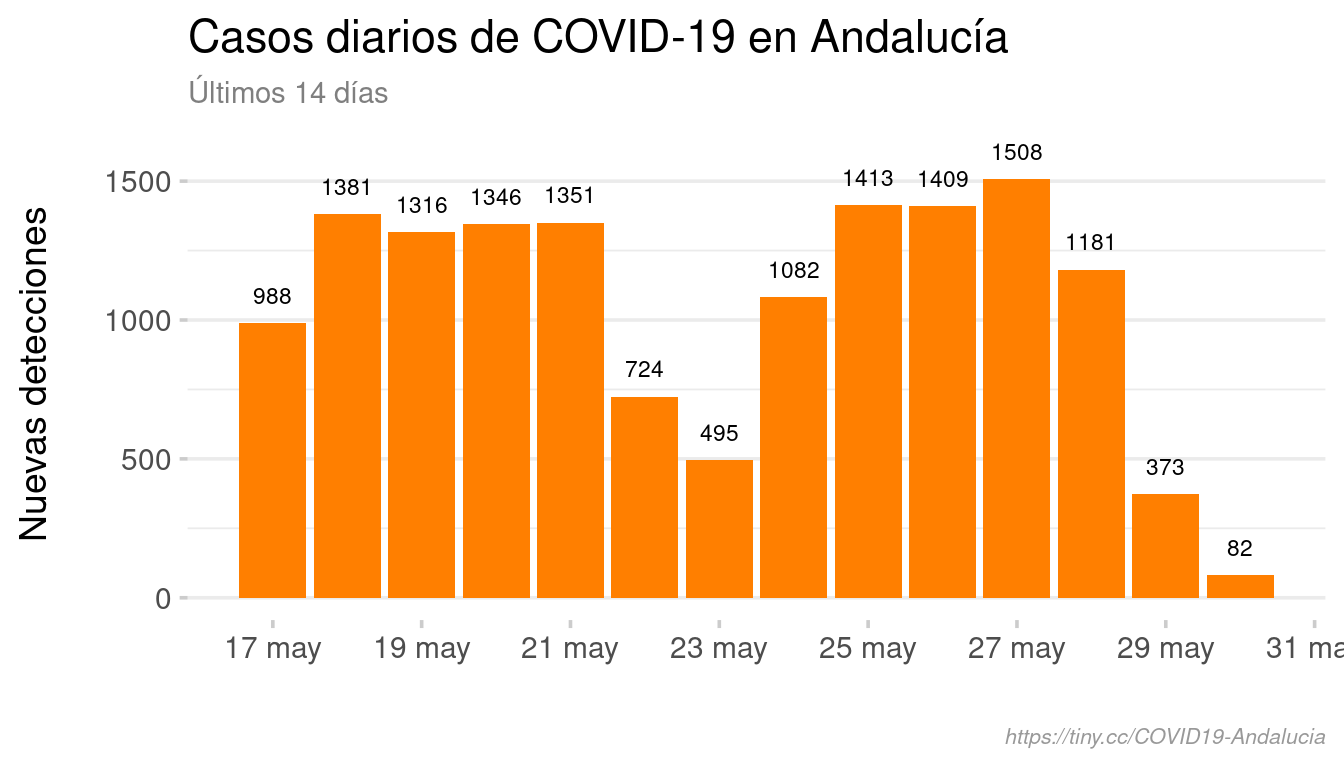 Casos diarios de COVID-19 en Andalucía
Últimos 14 días
Nuevas detecciones
1500
1000
500
0
988
1381
1316
1346
1351
724
495
1082
1413
1409
1508
1181
373
82
17 may
19 may
21 may
23 may
25 may
27 may
29 may
31 ma
https://tiny.cc/COVID19-Andalucia